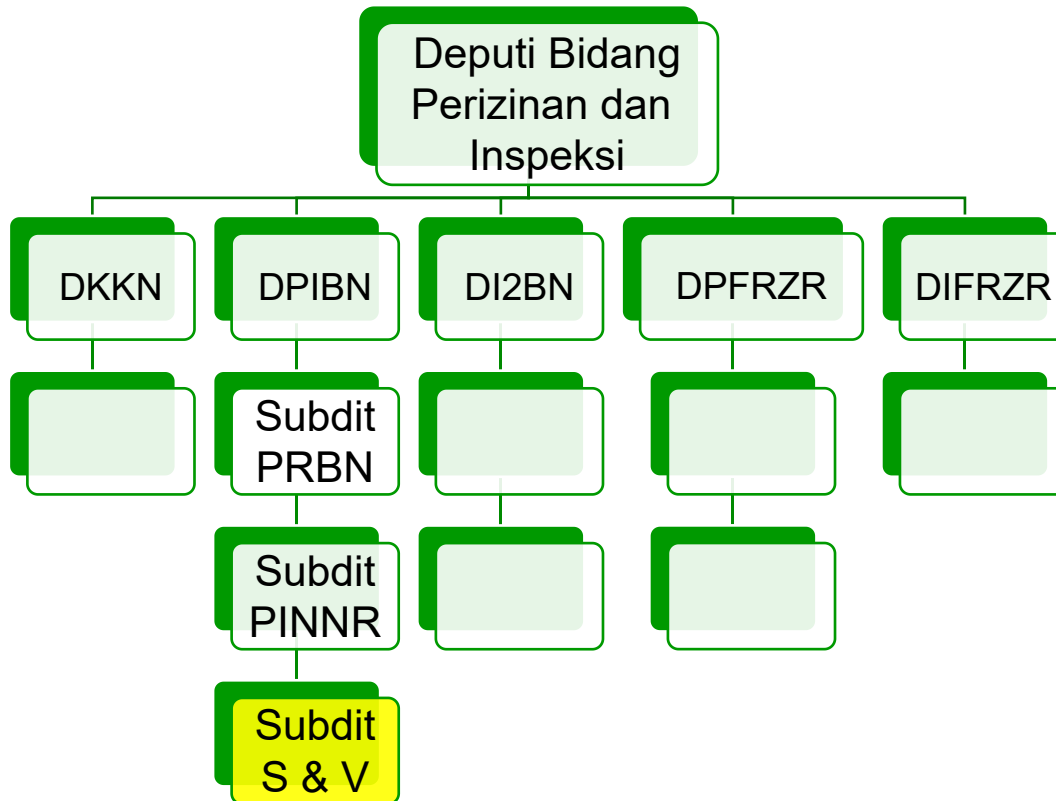 Deputi Bidang
Perizinan dan
Inspeksi
DKKN
DPIBN
DI2BN
DPFRZR
DIFRZR
Subdit
PRBN
Subdit
PINNR
Subdit
S & V